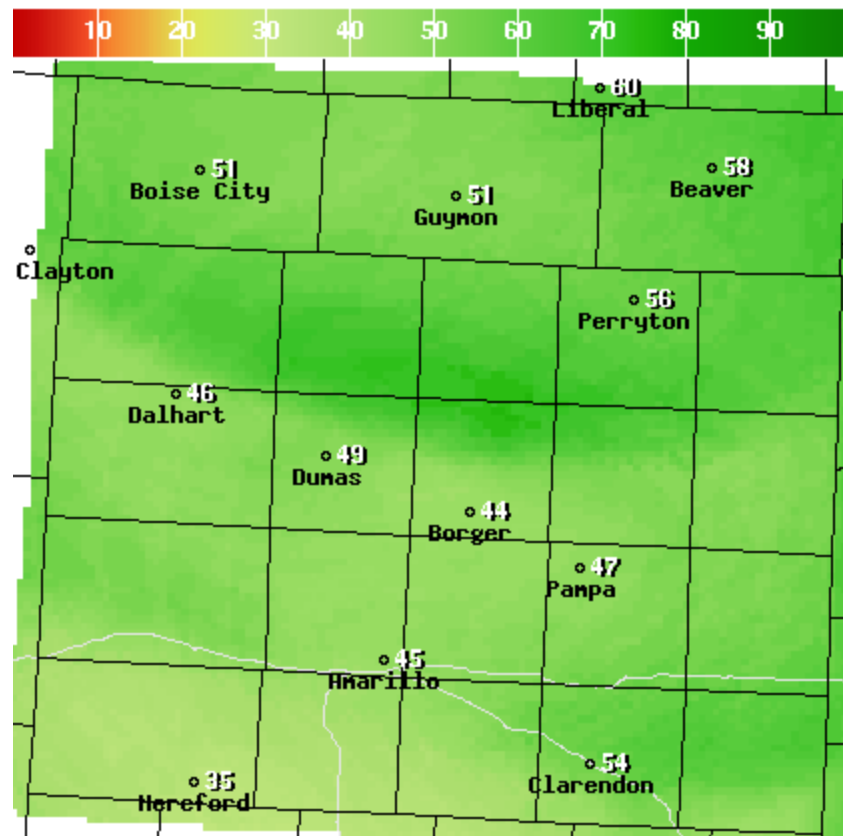 10 20 30 40 50 60 70 80 90
60
Liberal
51
Boise City
58
Beaver
51
Guymon
Clayton
56
Perryton
46
Dalhart
49
Dumas
44
Borger
47
Pampa
45
Amarillo
54
Clarendon
35
Hereford